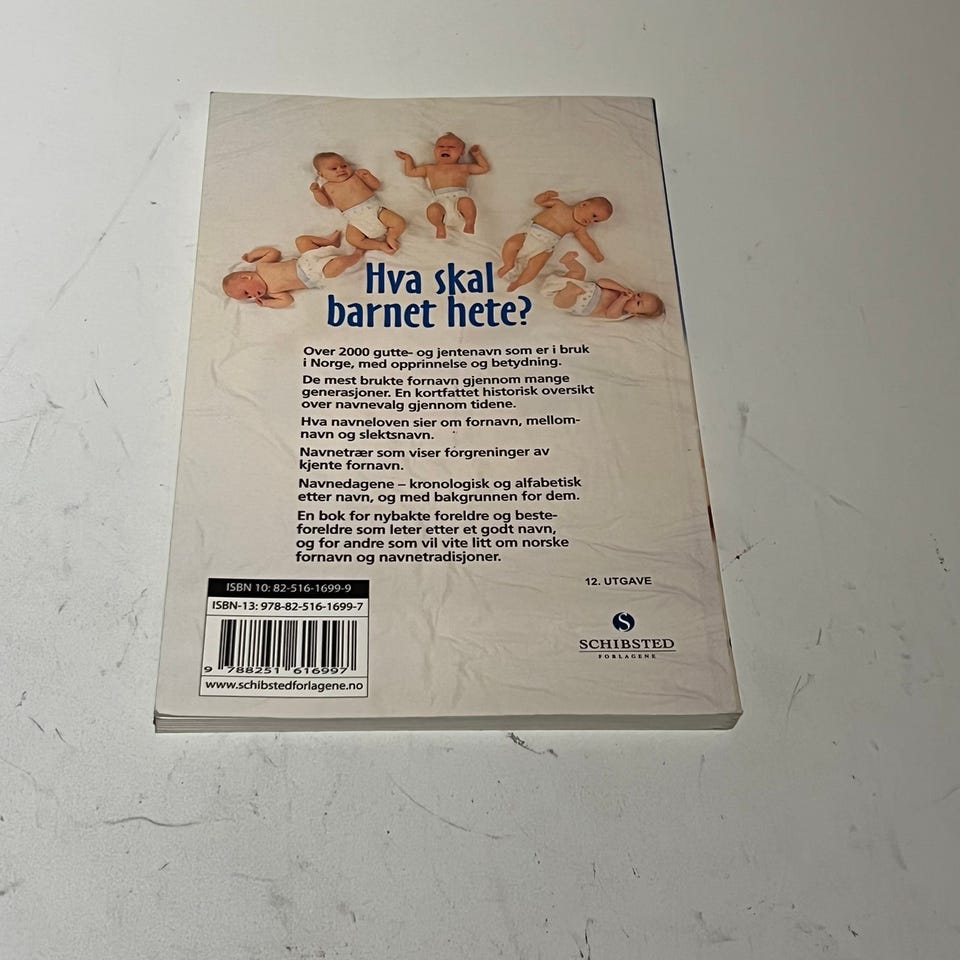 Hva skal
barnet hete?
Over 2000 gutte- og jentenavn som er i bruk
i Norge, med opprinnelse og betydning.
De mest brukte fornavn gjennom mange
generasjoner. En kortfattet historisk oversikt
over navnevalg gjennom tidene.
Hva navneloven sier om fornavn, mellom-
navn og slektsnavn.
Navnetrær som viser forgreninger av
kjente fornavn.
Navnedagene – kronologisk og alfabetisk
etter navn, og med bakgrunnen for dem.
En bok for nybakte foreldre og beste-
foreldre som leter etter et godt navn,
og for andre som vil vite litt om norske
fornavn og navnetradisjoner.
12. UTGAVE
ISBN 10: 82-516-1699-9
ISBN-13: 978-82-516-1699-7
9 788251 616997
www.schibstedforlagene.no
S
SCHIBSTED
FORLAGENE